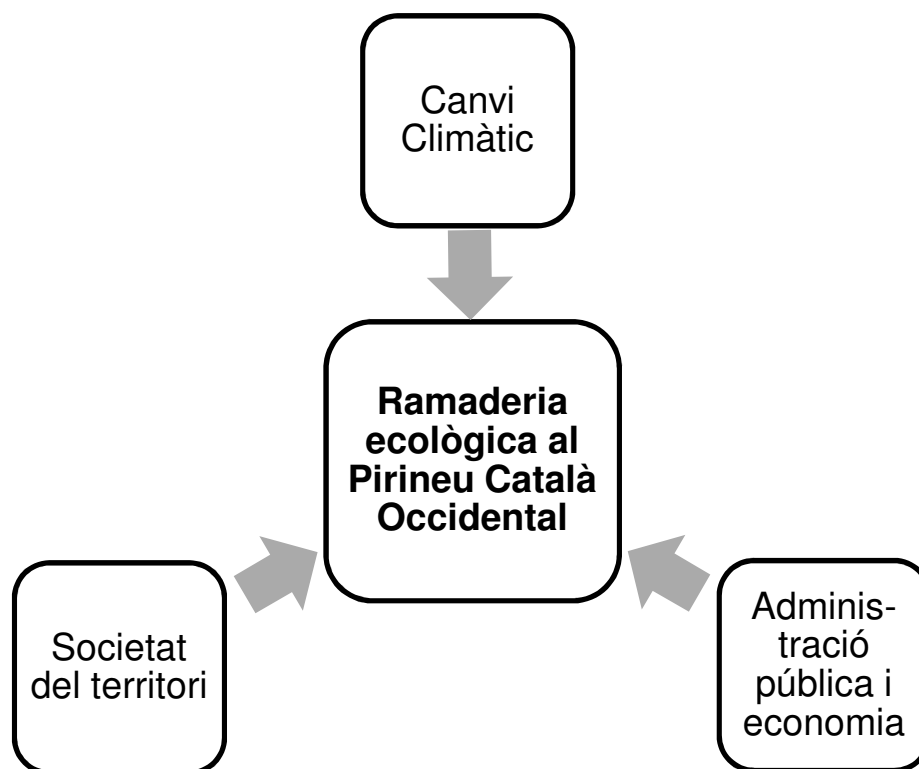 Canvi
Climàtic
Ramaderia
ecològica al
Pirineu Català
Occidental
Societat
del territori
Adminis-
tració
pública i
economia